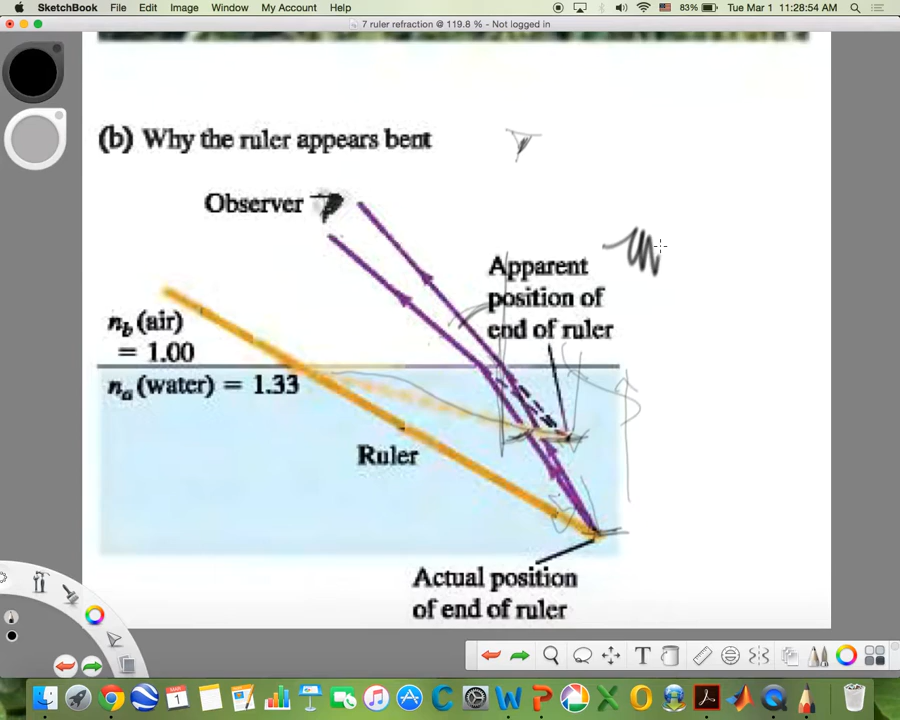 SketchBook File Edit Image Window My Account Help 83% Tue Mar 1 11:28:54 AM
7 ruler refraction @ 119.8 % - Not logged in
(b) Why the ruler appears bent
Observer
Apparent
position of
end of ruler
n_b (air)
= 1.00
n_a (water) = 1.33
Ruler
Actual position
of end of ruler